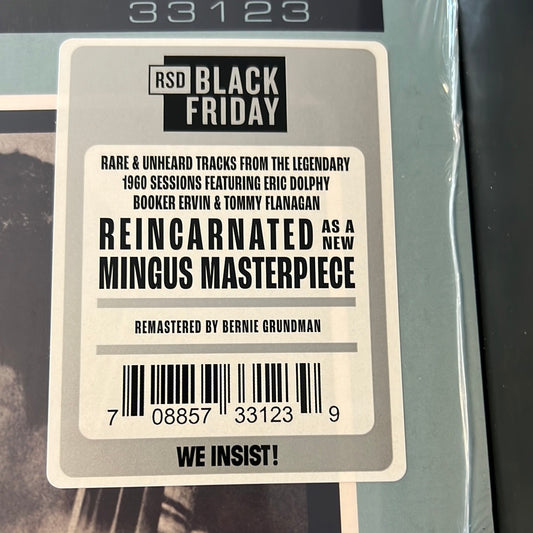 33123
RSD BLACK
FRIDAY
RARE & UNHEARD TRACKS FROM THE LEGENDARY
1960 SESSIONS FEATURING ERIC DOLPHY
BOOKER ERVIN & TOMMY FLANAGAN
REINCARNATED AS A NEW
MINGUS MASTERPIECE
REMASTERED BY BERNIE GRUNDMAN
7 08857 33123 9
WE INSIST!